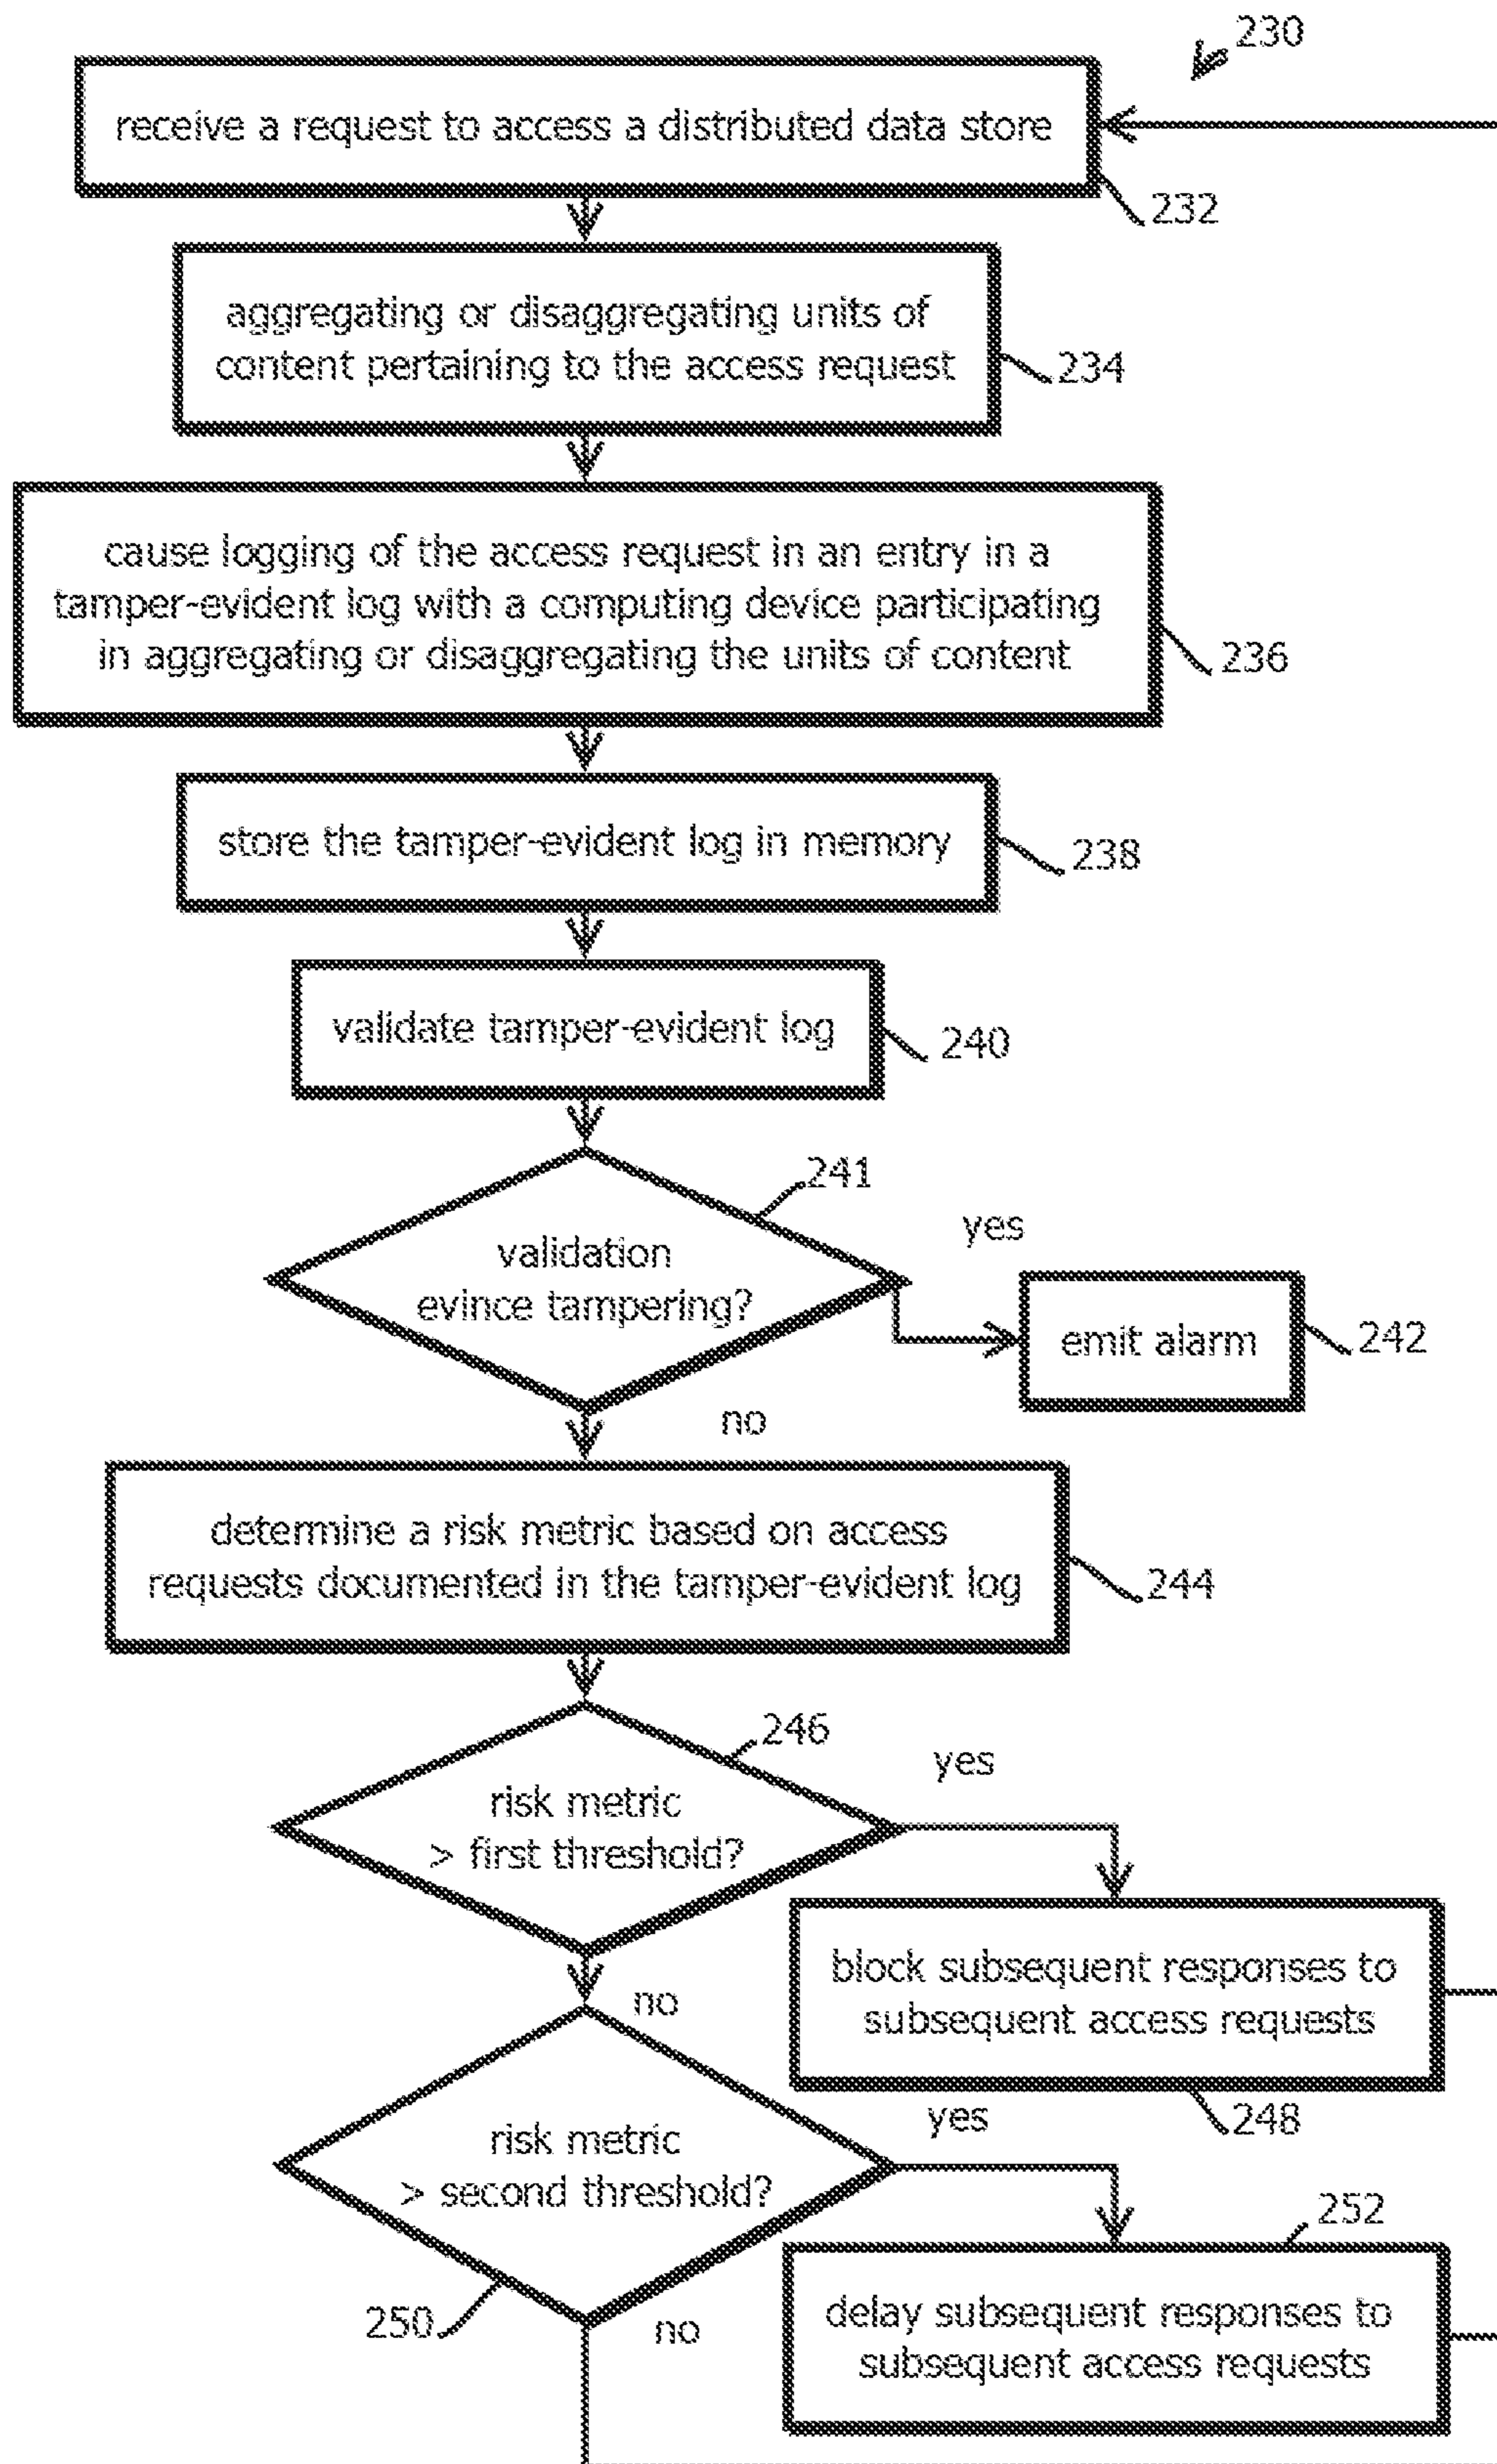 230
receive a request to access a distributed data store
232
aggregating or disaggregating units of
content pertaining to the access request
234
cause logging of the access request in an entry in a
tamper-evident log with a computing device participating
in aggregating or disaggregating the units of content
236
store the tamper-evident log in memory
238
validate tamper-evident log
240
241
validation
evince tampering?
yes
emit alarm
242
no
determine a risk metric based on access
requests documented in the tamper-evident log
244
246
risk metric
> first threshold?
yes
block subsequent responses to
subsequent access requests
248
no
risk metric
> second threshold?
250
yes
252
delay subsequent responses to
subsequent access requests
no